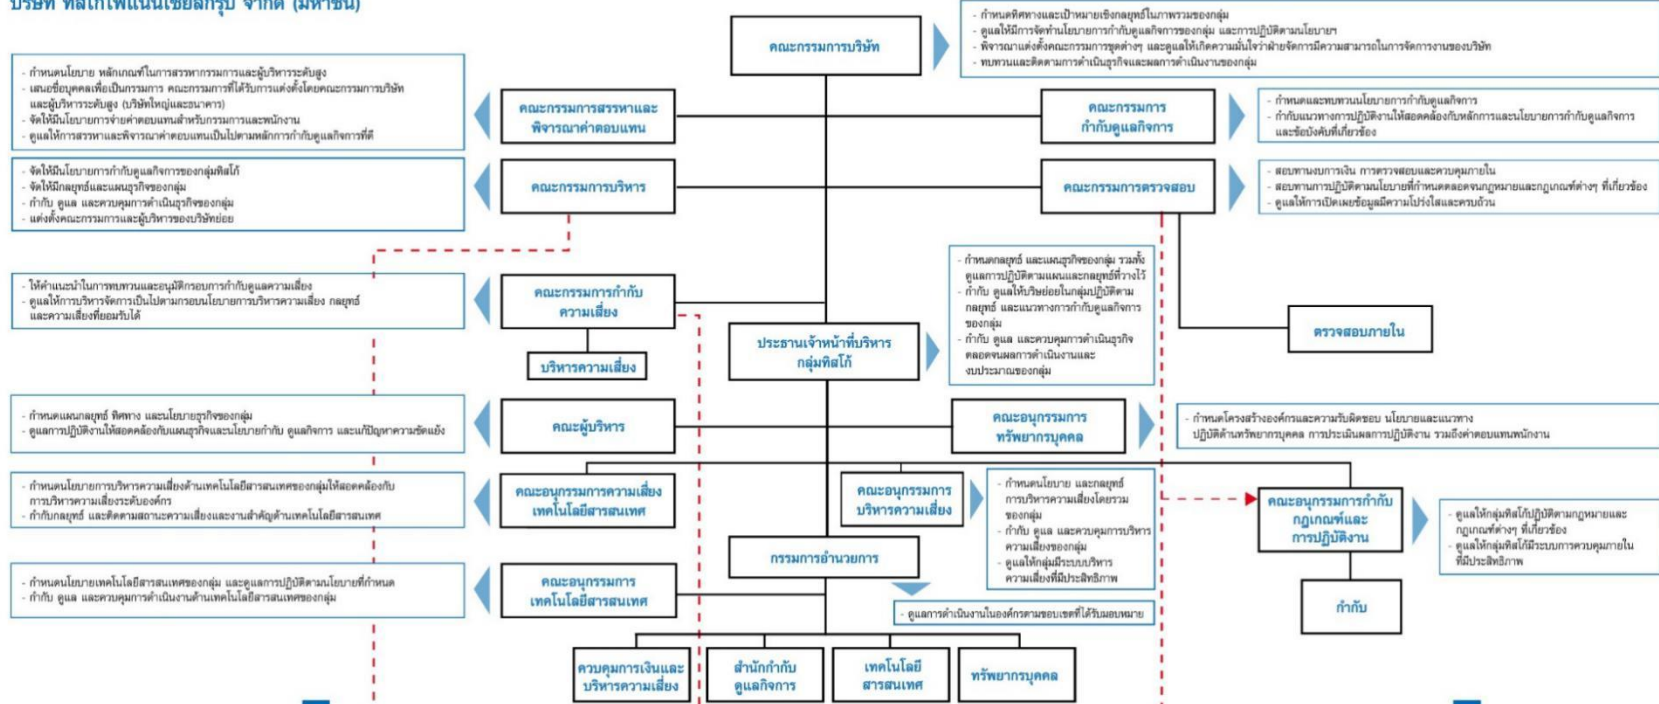 บริษัท ทิสโก้ไฟแนนเชียลกรุ๊ป จำกัด (มหาชน)
คณะกรรมการบริษัท
- กำหนดทิศทางและเป้าหมายเชิงกลยุทธ์ในภาพรวมของกลุ่ม
- ดูแลให้มีการจัดทำนโยบายการกำกับดูแลกิจการของกลุ่ม และการปฏิบัติตามนโยบายฯ
- พิจารณาแต่งตั้งคณะกรรมการชุดต่างๆ และดูแลให้เกิดความมั่นใจว่าฝ่ายจัดการมีความสามารถในการจัดการงานของบริษัท
- ทบทวนและติดตามการดำเนินธุรกิจและผลการดำเนินงานของกลุ่ม
- กำหนดนโยบาย หลักเกณฑ์ในการสรรหากรรมการและผู้บริหารระดับสูง
- เสนอชื่อบุคคลเพื่อเป็นกรรมการ คณะกรรมการที่ได้รับการแต่งตั้งโดยคณะกรรมการบริษัท
และผู้บริหารระดับสูง (บริษัทใหญ่และธนาคาร)
- จัดให้มีนโยบายการจ่ายค่าตอบแทนสำหรับกรรมการและพนักงาน
- ดูแลให้การสรรหาและพิจารณาค่าตอบแทนเป็นไปตามหลักการกำกับดูแลกิจการที่ดี
คณะกรรมการสรรหาและ
พิจารณาค่าตอบแทน
คณะกรรมการ
กำกับดูแลกิจการ
- กำหนดและทบทวนนโยบายการกำกับดูแลกิจการ
- กำกับแนวทางการปฏิบัติงานให้สอดคล้องกับหลักการและนโยบายการกำกับดูแลกิจการ
และข้อบังคับที่เกี่ยวข้อง
- จัดให้มีนโยบายการกำกับดูแลกิจการของกลุ่มทิสโก้
- จัดให้มีกลยุทธ์และแผนธุรกิจของกลุ่ม
- กำกับ ดูแล และควบคุมการดำเนินธุรกิจของกลุ่ม
- แต่งตั้งคณะกรรมการและผู้บริหารของบริษัทย่อย
คณะกรรมการบริหาร
คณะกรรมการตรวจสอบ
- สอบทานงบการเงิน การตรวจสอบและควบคุมภายใน
- สอบทานการปฏิบัติตามนโยบายที่กำหนดตลอดจนกฎหมายและกฎเกณฑ์ต่างๆ ที่เกี่ยวข้อง
- ดูแลให้การเปิดเผยข้อมูลมีความโปร่งใสและครบถ้วน
- ให้คำแนะนำในการทบทวนและอนุมัติกรอบการกำกับดูแลความเสี่ยง
- ดูแลให้การบริหารจัดการเป็นไปตามกรอบนโยบายการบริหารความเสี่ยง กลยุทธ์
และความเสี่ยงที่ยอมรับได้
คณะกรรมการกำกับ
ความเสี่ยง
บริหารความเสี่ยง
ประธานเจ้าหน้าที่บริหาร
กลุ่มทิสโก้
- กำหนดกลยุทธ์ และแผนธุรกิจของกลุ่ม รวมทั้ง
ดูแลการปฏิบัติตามแผนและกลยุทธ์ที่วางไว้
- กำกับ ดูแลให้บริษัทย่อยในกลุ่มปฏิบัติตาม
กลยุทธ์ และแนวทางการกำกับดูแลกิจการ
ของกลุ่ม
- กำกับ ดูแล และควบคุมการดำเนินธุรกิจ
ตลอดจนผลการดำเนินงานและ
งบประมาณของกลุ่ม
ตรวจสอบภายใน
- กำหนดแผนกลยุทธ์ ทิศทาง และนโยบายธุรกิจของกลุ่ม
- ดูแลการปฏิบัติงานให้สอดคล้องกับแผนธุรกิจและนโยบายกำกับ ดูแลกิจการ และแก้ปัญหาความขัดแย้ง
คณะผู้บริหาร
คณะอนุกรรมการ
ทรัพยากรบุคคล
- กำหนดโครงสร้างองค์กรและความรับผิดชอบ นโยบายและแนวทาง
ปฏิบัติด้านทรัพยากรบุคคล การประเมินผลการปฏิบัติงาน รวมถึงค่าตอบแทนพนักงาน
- กำหนดนโยบายการบริหารความเสี่ยงด้านเทคโนโลยีสารสนเทศของกลุ่มให้สอดคล้องกับ
การบริหารความเสี่ยงระดับองค์กร
- กำกับกลยุทธ์ และติดตามสถานะความเสี่ยงและงานสำคัญด้านเทคโนโลยีสารสนเทศ
คณะอนุกรรมการความเสี่ยง
เทคโนโลยีสารสนเทศ
คณะอนุกรรมการ
บริหารความเสี่ยง
- กำหนดนโยบาย และกลยุทธ์
การบริหารความเสี่ยงโดยรวม
ของกลุ่ม
- กำกับ ดูแล และควบคุมการบริหาร
ความเสี่ยงของกลุ่ม
- ดูแลให้กลุ่มมีระบบบริหาร
ความเสี่ยงที่มีประสิทธิภาพ
คณะอนุกรรมการกำกับ
กฎเกณฑ์และ
การปฏิบัติงาน
- ดูแลให้กลุ่มทิสโก้ปฏิบัติตามกฎหมายและ
กฎเกณฑ์ต่างๆ ที่เกี่ยวข้อง
- ดูแลให้กลุ่มทิสโก้มีระบบการควบคุมภายใน
ที่มีประสิทธิภาพ
กรรมการอำนวยการ
- ดูแลการดำเนินงานในองค์กรตามขอบเขตที่ได้รับมอบหมาย
- กำหนดนโยบายเทคโนโลยีสารสนเทศของกลุ่ม และดูแลการปฏิบัติตามนโยบายที่กำหนด
- กำกับ ดูแล และควบคุมการดำเนินงานด้านเทคโนโลยีสารสนเทศของกลุ่ม
คณะอนุกรรมการ
เทคโนโลยีสารสนเทศ
กำกับ
ควบคุมการเงินและ
บริหารความเสี่ยง
สำนักกำกับ
ดูแลกิจการ
เทคโนโลยี
สารสนเทศ
ทรัพยากรบุคคล